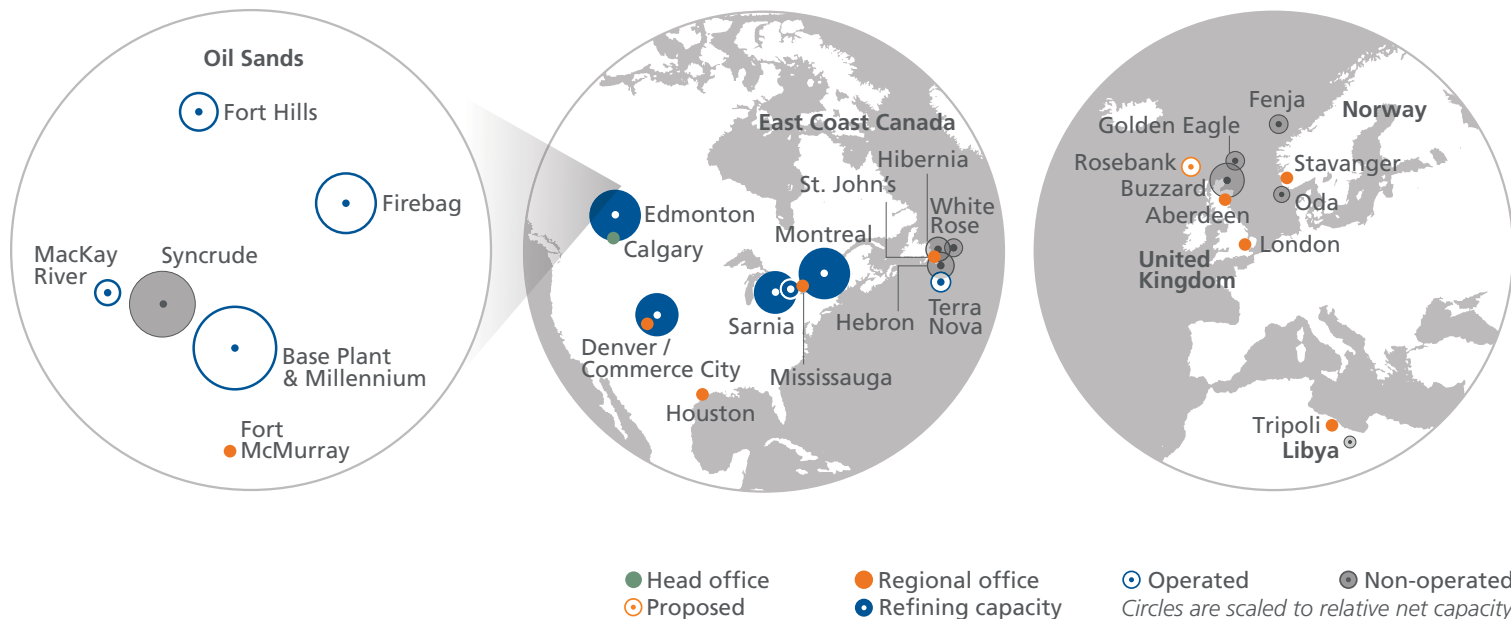 Oil Sands
Fort Hills
Firebag
MacKay
River
Syncrude
Base Plant
& Millennium
Fort
McMurray
East Coast Canada
Hibernia
St. John's
White
Rose
Edmonton
Calgary
Montreal
Sarnia
Hebron
Terra
Nova
Denver /
Commerce City
Mississauga
Houston
Fenja
Norway
Golden Eagle
Rosebank
Stavanger
Buzzard
Oda
Aberdeen
London
United
Kingdom
Tripoli
Libya
Head office
Regional office
Operated
Non-operated
Proposed
Refining capacity
Circles are scaled to relative net capacity